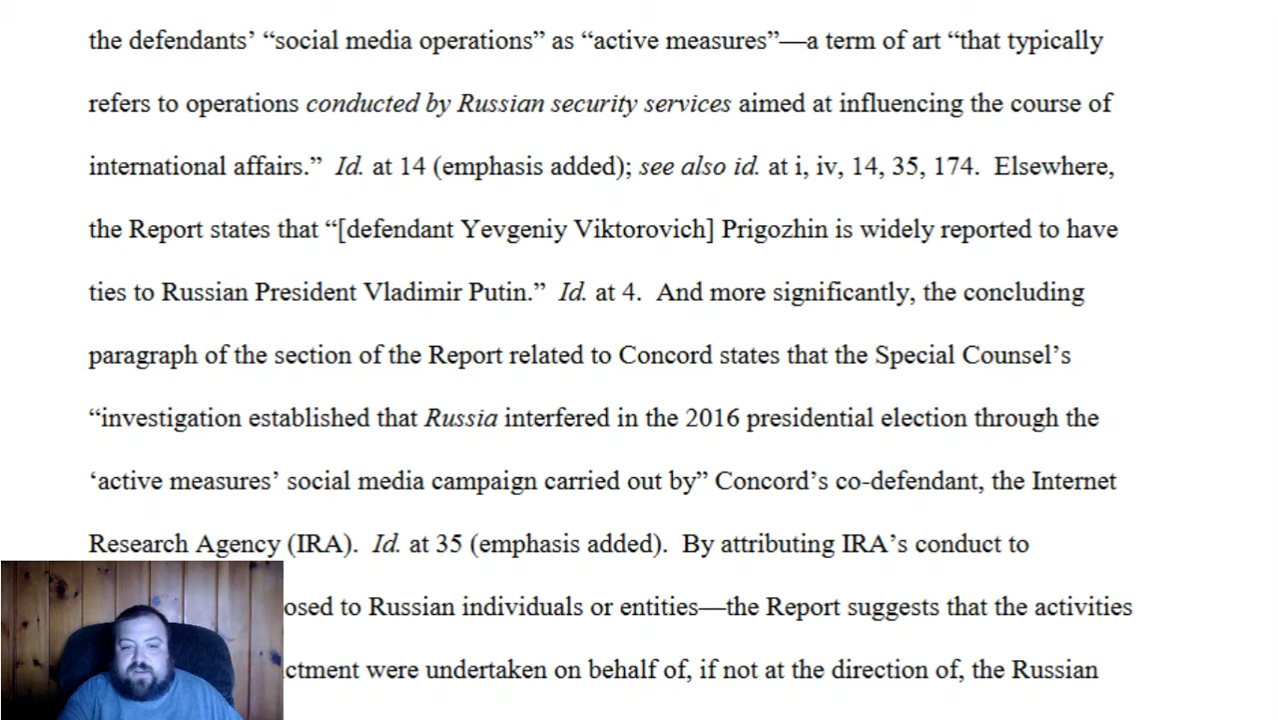 the defendants’ “social media operations” as “active measures”—a term of art “that typically
refers to operations conducted by Russian security services aimed at influencing the course of
international affairs.” Id. at 14 (emphasis added); see also id. at i, iv, 14, 35, 174. Elsewhere,
the Report states that “[defendant Yevgeniy Viktorovich] Prigozhin is widely reported to have
ties to Russian President Vladimir Putin.” Id. at 4. And more significantly, the concluding
paragraph of the section of the Report related to Concord states that the Special Counsel’s
“investigation established that Russia interfered in the 2016 presidential election through the
‘active measures’ social media campaign carried out by” Concord’s co-defendant, the Internet
Research Agency (IRA). Id. at 35 (emphasis added). By attributing IRA’s conduct to
osed to Russian individuals or entities—the Report suggests that the activities
ctment were undertaken on behalf of, if not at the direction of, the Russian